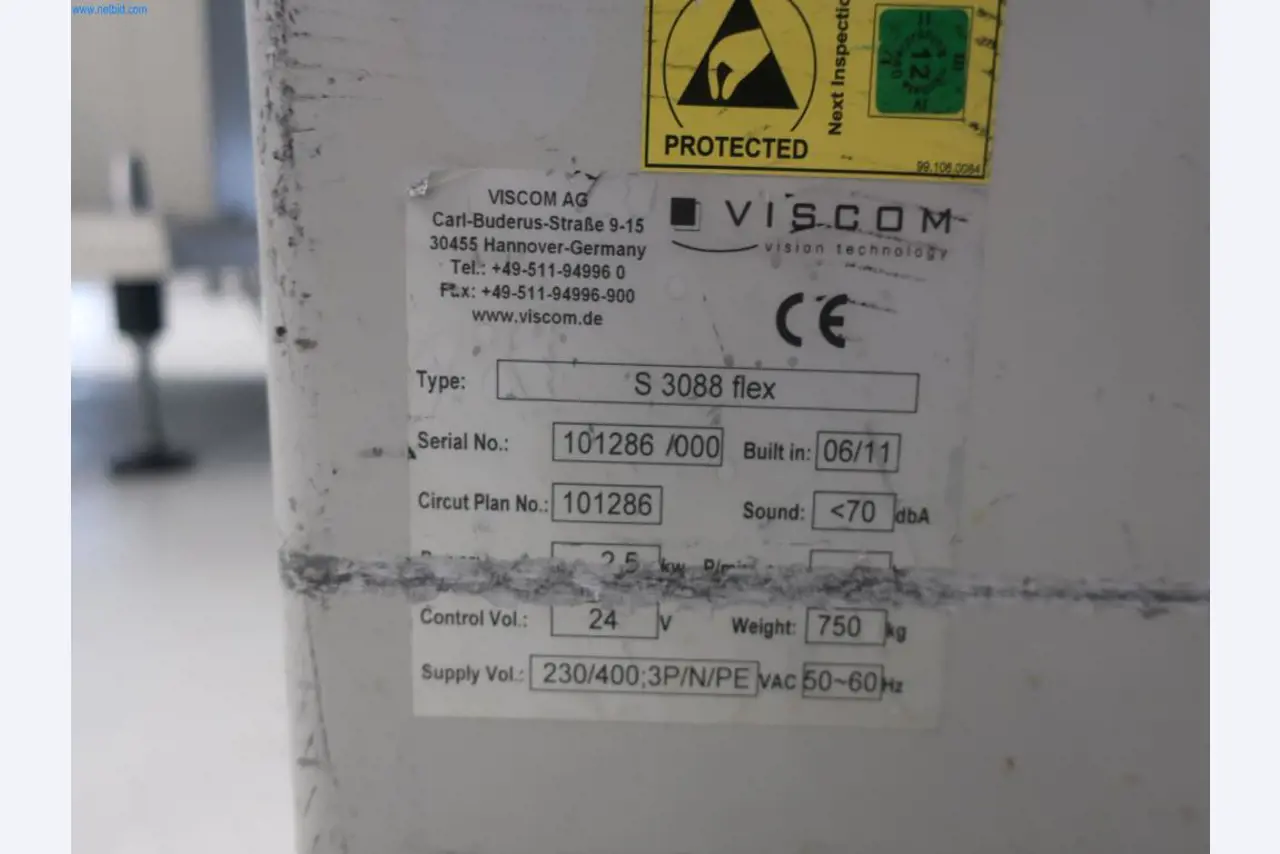 www.netbid.com
PROTECTED
Next Inspectio
12
99.106.0084
VISCOM AG
Carl-Buderus-Straße 9-15
30455 Hannover-Germany
Tel.: +49-511-94996 0
Fax: +49-511-94996-900
www.viscom.de
VISCOM
vision technology
CE
Type: S 3088 flex
Serial No.: 101286 /000 Built in: 06/11
Circut Plan No.: 101286 Sound: <70 dbA
2,5 kw
Control Vol.: 24 V Weight: 750 kg
Supply Vol.: 230/400;3P/N/PE VAC 50~60 Hz